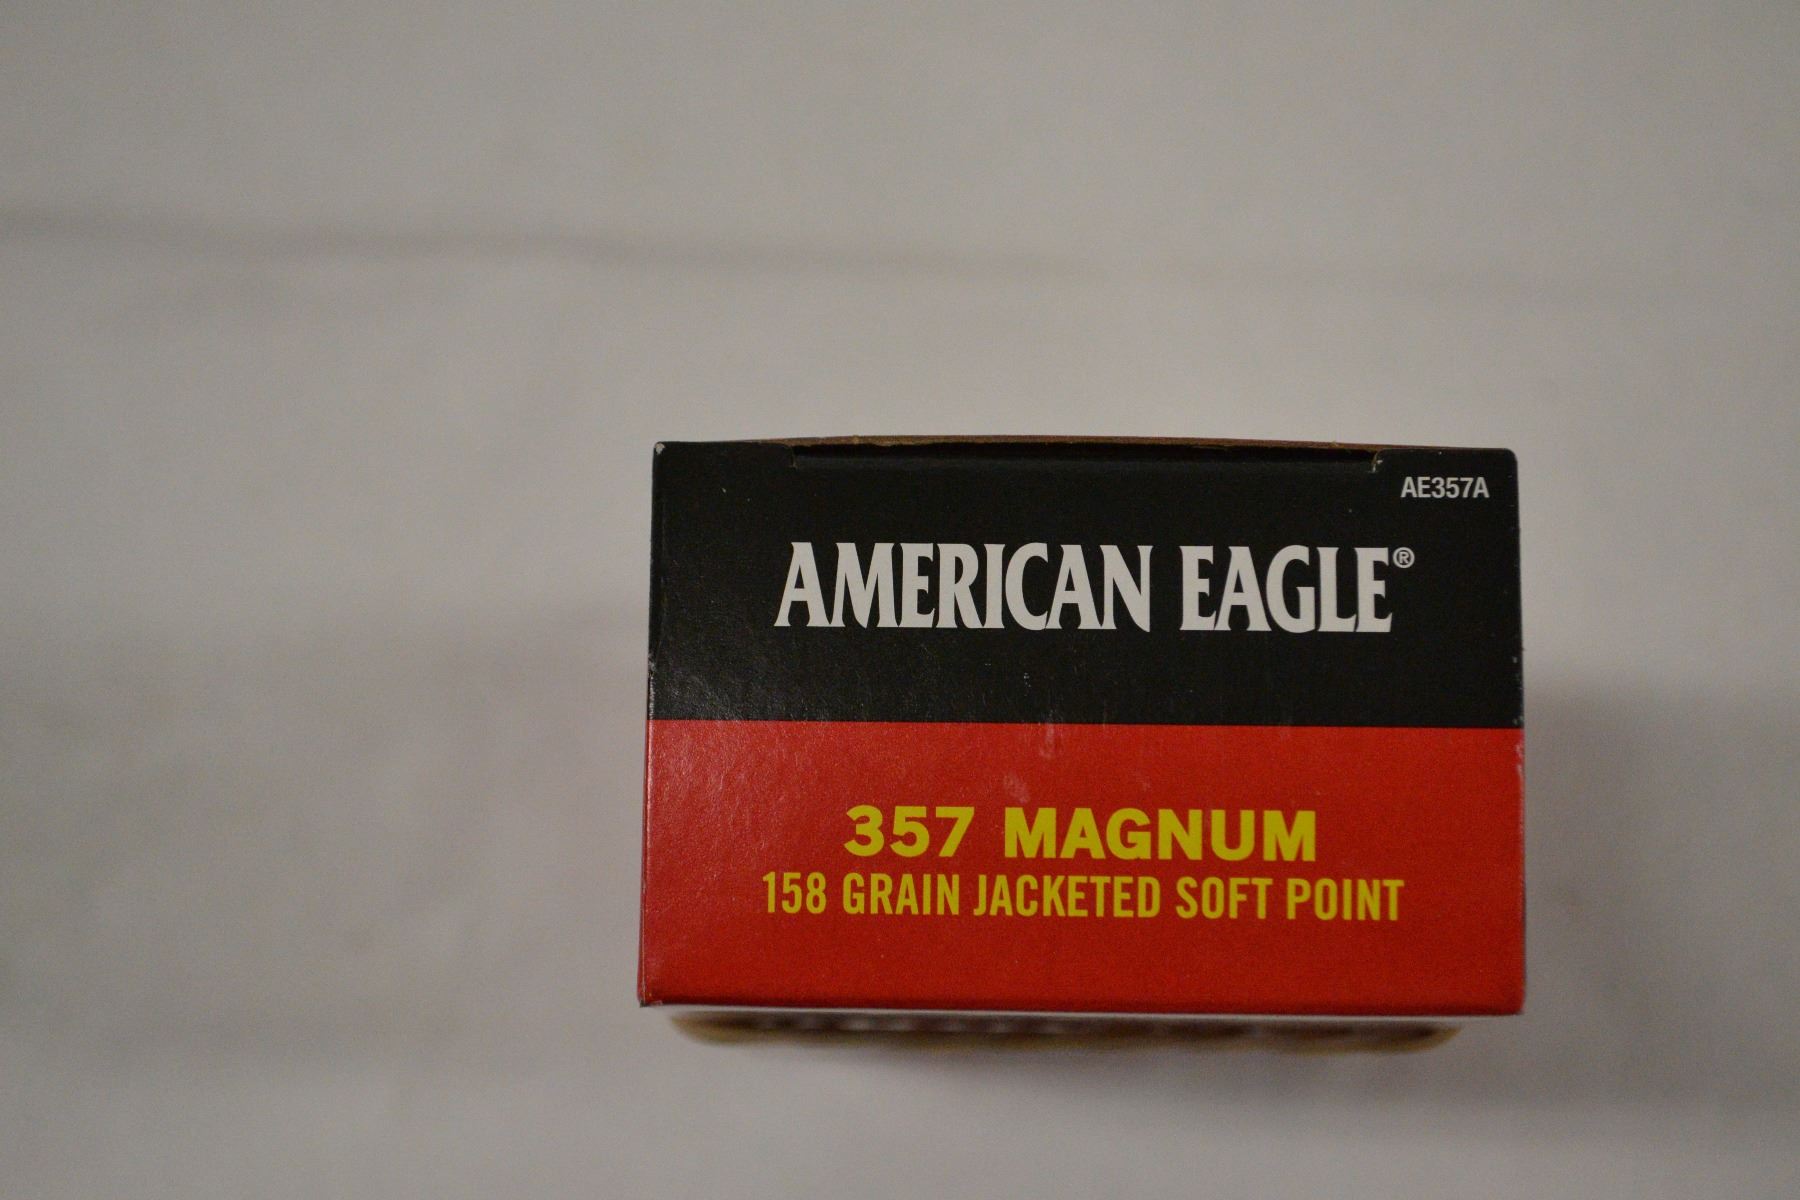 AE357A
AMERICAN EAGLE®
357 MAGNUM
158 GRAIN JACKETED SOFT POINT